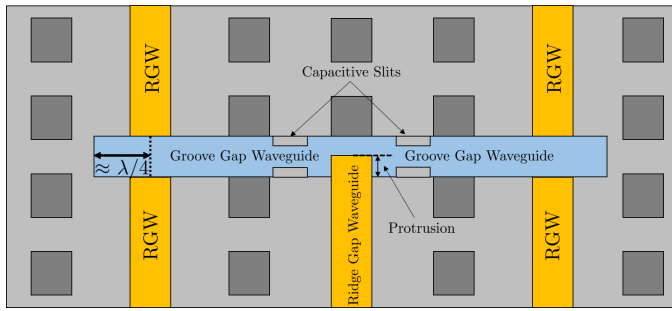 RGW
RGW
Capacitive Slits
Groove Gap Waveguide
Groove Gap Waveguide
≈ λ/4
Protrusion
RGW
Ridge Gap Waveguide
RGW